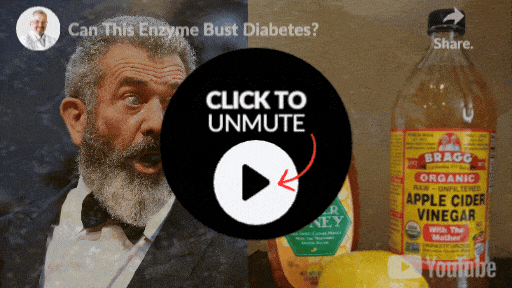 Can This Enzyme Bust Diabetes?
Share.
CLICK TO
UNMUTE
BRAGG
ORGANIC
RAW - UNFILTERED
APPLE CIDER
VINEGAR
With The 'Mother'
HONEY
YouTube